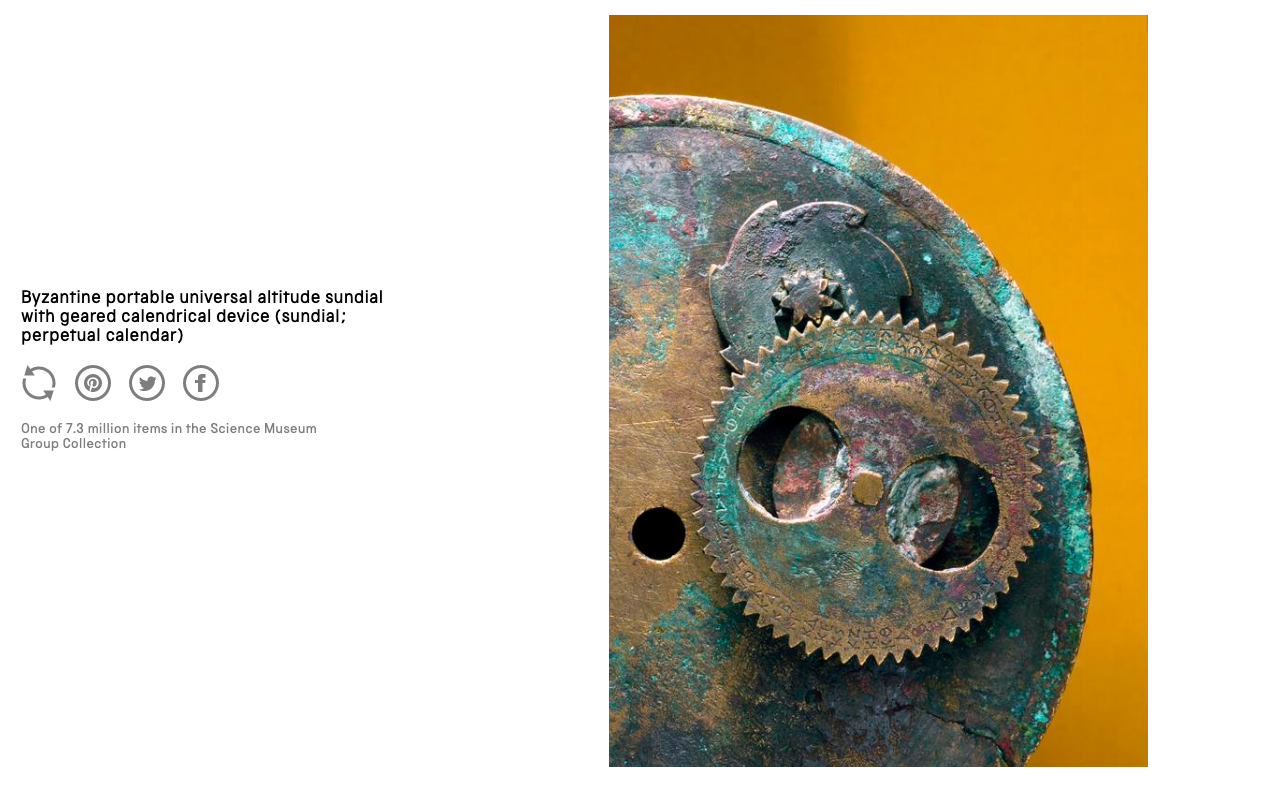 Byzantine portable universal altitude sundial
with geared calendrical device (sundial;
perpetual calendar)
One of 7.3 million items in the Science Museum
Group Collection